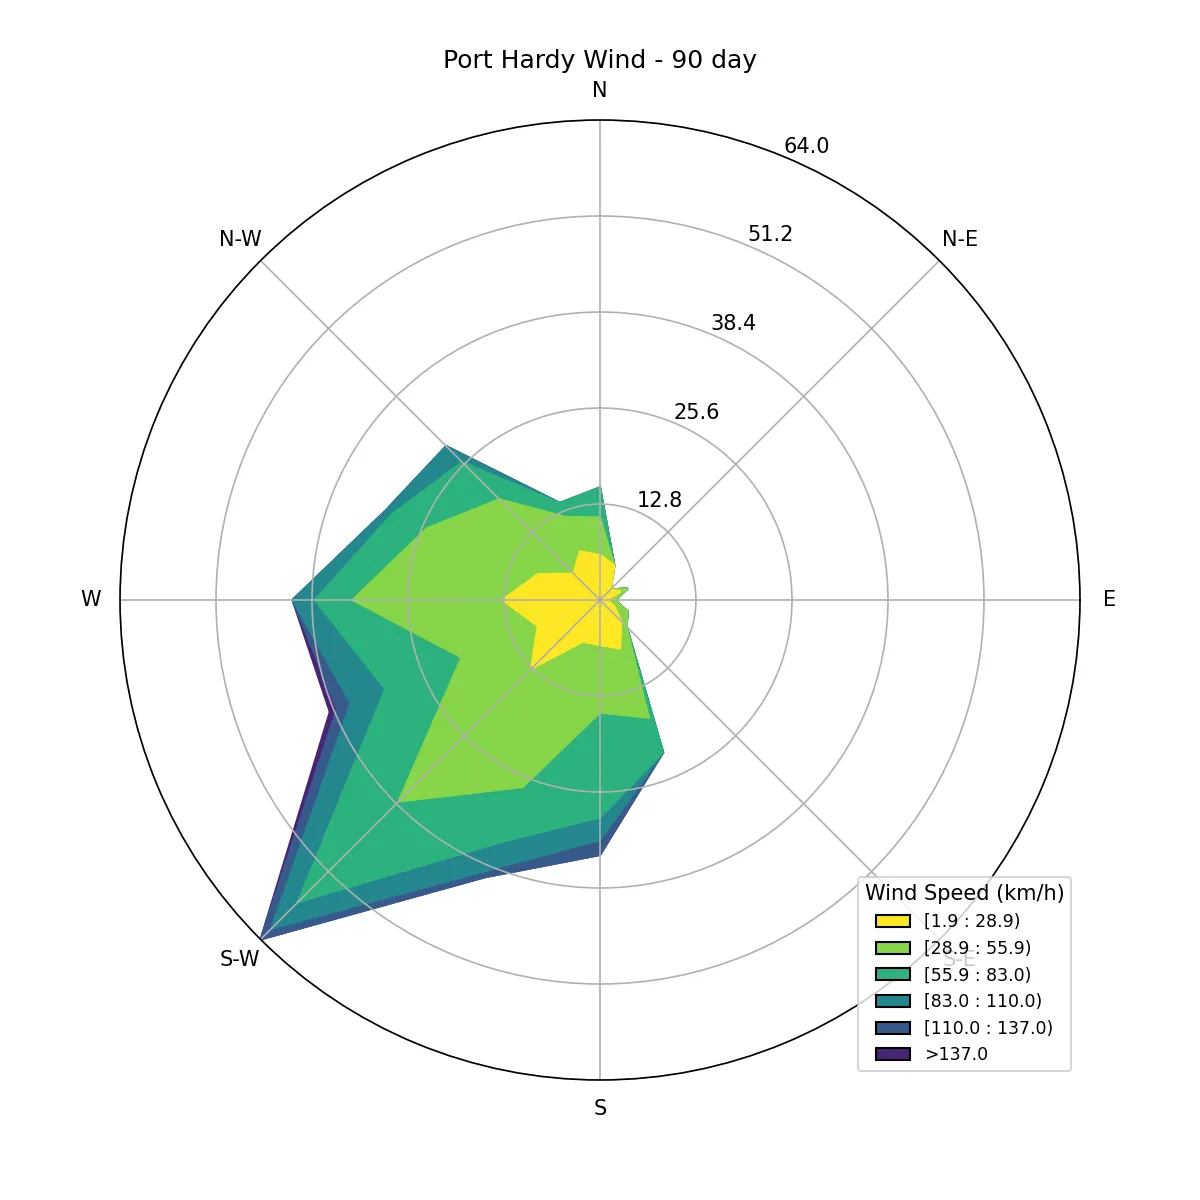 Port Hardy Wind - 90 day
N
64.0
51.2
N-W
N-E
38.4
25.6
12.8
W
E
Wind Speed (km/h)
[1.9 : 28.9)
[28.9 : 55.9)
S-W
S-E
[55.9 : 83.0)
[83.0 : 110.0)
[110.0 : 137.0)
>137.0
S